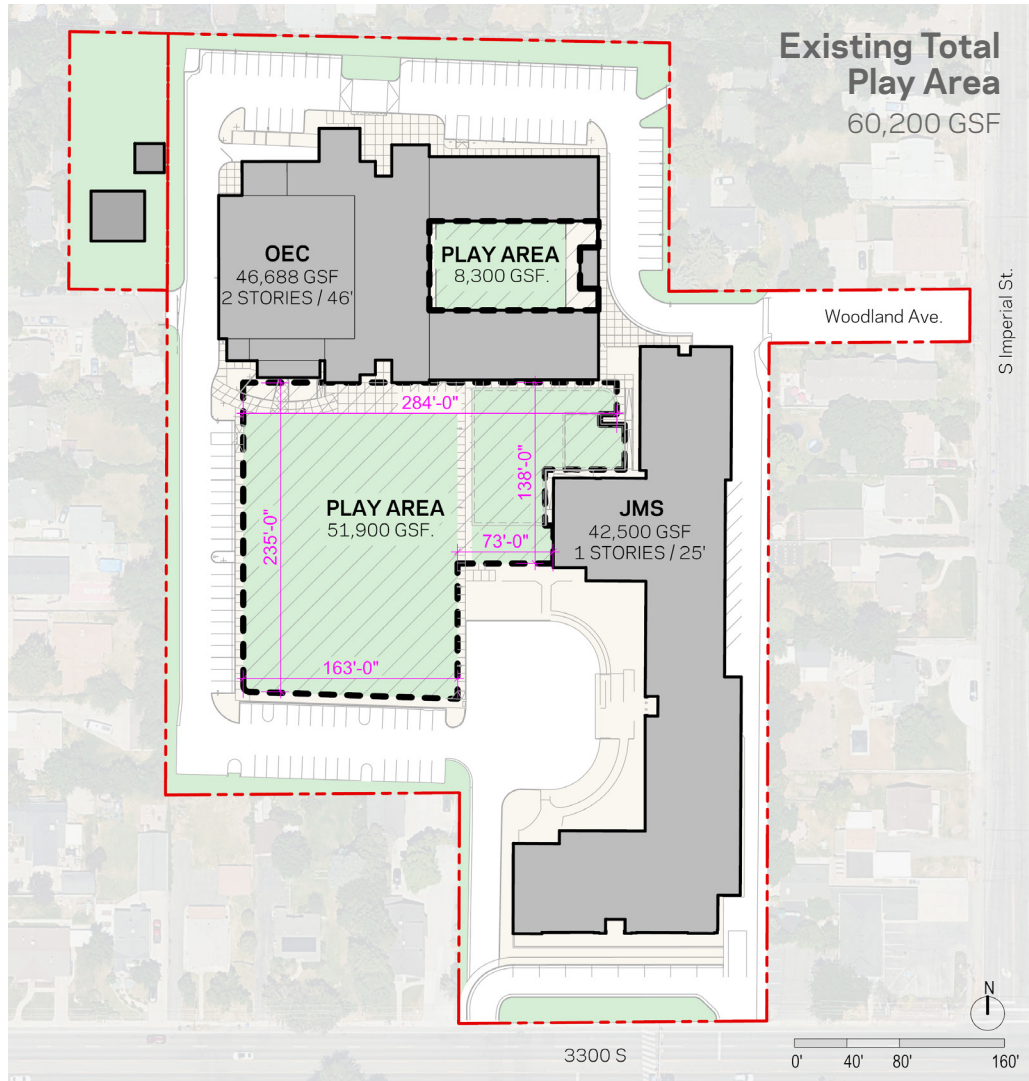 Existing Total
Play Area
60,200 GSF
OEC
46,688 GSF
2 STORIES / 46'
PLAY AREA
8,300 GSF.
Woodland Ave.
S Imperial St.
284'-0"
138'-0"
235'-0"
PLAY AREA
51,900 GSF.
73'-0"
JMS
42,500 GSF
1 STORIES / 25'
163'-0"
N
3300 S
0'
40'
80'
160'